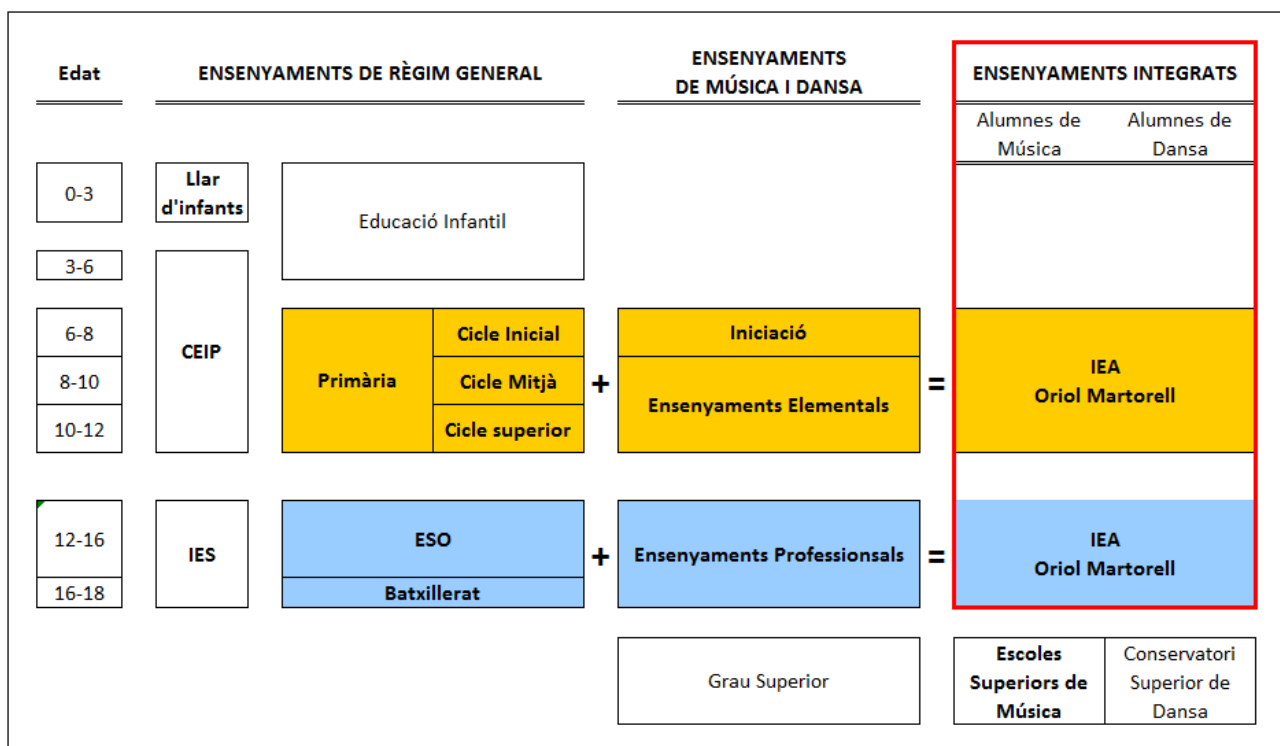 Edat
ENSENYAMENTS DE RÈGIM GENERAL
ENSENYAMENTS
DE MÚSICA I DANSA
ENSENYAMENTS INTEGRATS
Alumnes de
Música
Alumnes de
Dansa
0-3
Llar
d'infants
Educació Infantil
3-6
CEIP
6-8
Primària
Cicle Inicial
Iniciació
8-10
Cicle Mitjà
+
Ensenyaments Elementals
=
IEA
Oriol Martorell
10-12
Cicle superior
12-16
IES
ESO
+
Ensenyaments Professionsals
=
IEA
Oriol Martorell
16-18
Batxillerat
Grau Superior
Escoles
Superiors de
Música
Conservatori
Superior de
Dansa